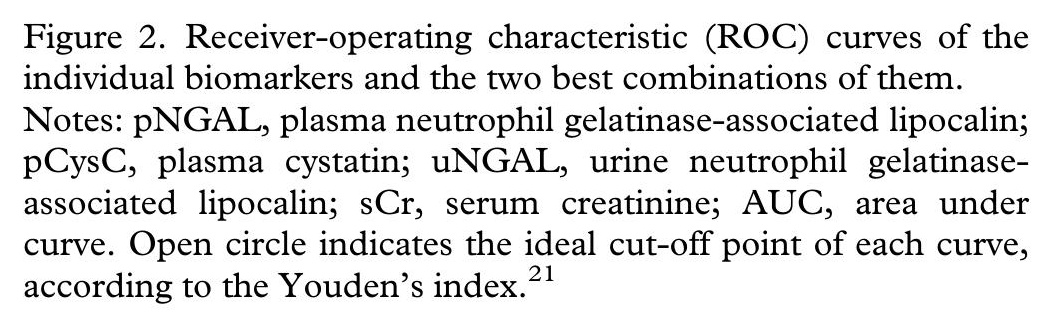 Figure 2. Receiver-operating characteristic (ROC) curves of the
individual biomarkers and the two best combinations of them.
Notes: pNGAL, plasma neutrophil gelatinase-associated lipocalin;
pCysC, plasma cystatin; uNGAL, urine neutrophil gelatinase-
associated lipocalin; sCr, serum creatinine; AUC, area under
curve. Open circle indicates the ideal cut-off point of each curve,
according to the Youden’s index.²¹